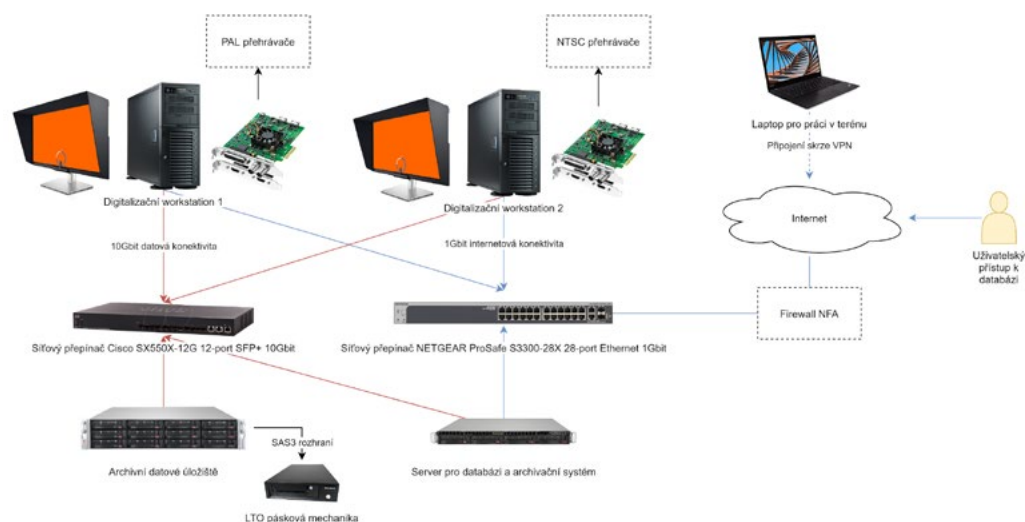 PAL přehrávače
NTSC přehrávače
Laptop pro práci v terénu
Připojení skrze VPN
Digitalizační workstation 1
Digitalizační workstation 2
Internet
10Gbit datová konektivita
1Gbit internetová konektivita
Uživatelský
přístup k
databázi
Firewall NFA
Síťový přepínač Cisco SX550X-12G 12-port SFP+ 10Gbit
Síťový přepínač NETGEAR ProSafe S3300-28X 28-port Ethernet 1Gbit
SAS3 rozhraní
Archivní datové úložiště
Server pro databázi a archivační systém
LTO pásková mechanika